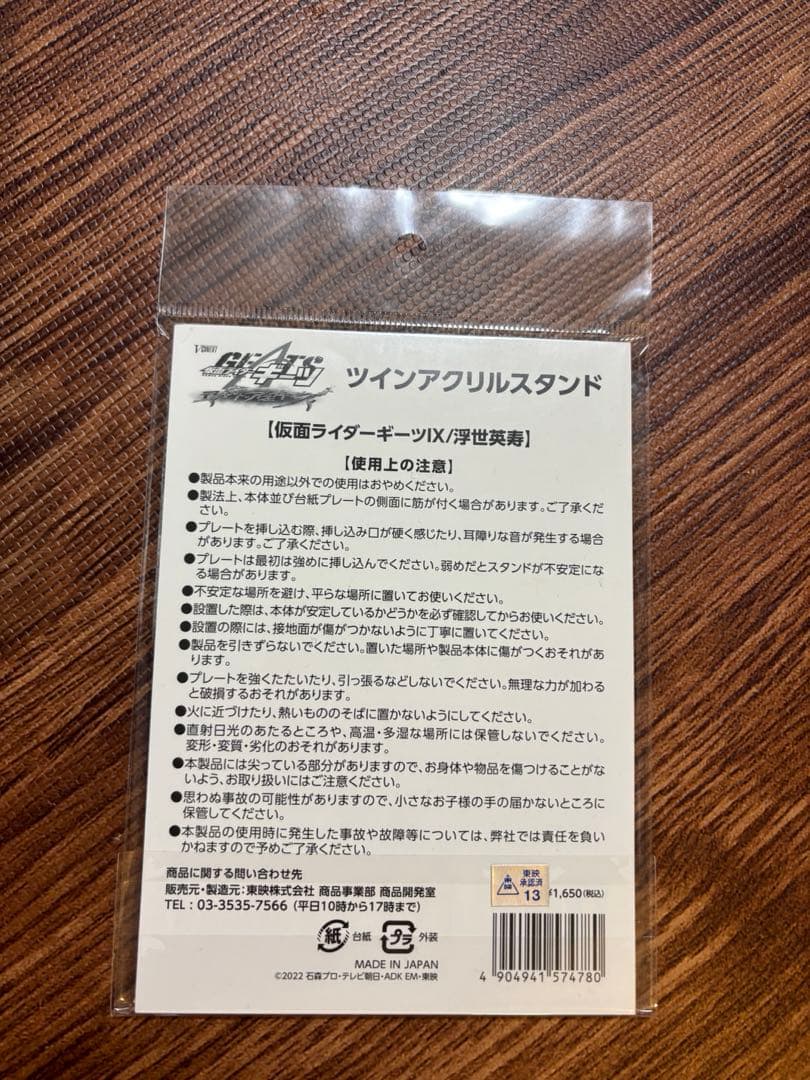 V-CINEXT
GEATS
仮面ライダーギーツ
ツインアクリルスタンド
【仮面ライダーギーツⅨ/浮世英寿】
【使用上の注意】
●製品本来の用途以外での使用はおやめください。
●製法上、本体並び台紙プレートの側面に筋が付く場合があります。ご了承くだ
さい。
●プレートを挿し込む際、挿し込み口が硬く感じたり、耳障りな音が発生する場合
があります。ご了承ください。
●プレートは最初は強めに挿し込んでください。弱めだとスタンドが不安定にな
る場合があります。
●不安定な場所を避け、平らな場所に置いてお使いください。
●設置した際は、本体が安定しているかどうかを必ず確認してからお使いください。
●設置の際には、接地面が傷がつかないように丁寧に置いてください。
●製品を引きずらないでください。置いた場所や製品本体に傷がつくおそれがあ
ります。
●プレートを強くたたいたり、引っ張るなどしないでください。無理な力が加わる
と破損するおそれがあります。
●火に近づけたり、熱いもののそばに置かないようにしてください。
●直射日光のあたるところや、高温・多湿な場所には保管しないでください。
変形・変質・劣化のおそれがあります。
●本製品には尖っている部分がありますので、お身体や物品を傷つけることがな
いよう、お取り扱いにはご注意ください。
●思わぬ事故の可能性がありますので、小さなお子様の手の届かないところに
保管してください。
●本製品の使用時に発生した事故や故障等については、弊社では責任を負い
かねますので予めご了承ください。
商品に関する問い合わせ先
販売元・製造元：東映株式会社 商品事業部 商品開発室
TEL：03-3535-7566（平日10時から17時まで）
東映
東映
承認済
13
¥1,650(税込)
紙 台紙
プラ 外装
MADE IN JAPAN
©2022 石森プロ・テレビ朝日・ADK EM・東映
4 904941 574780